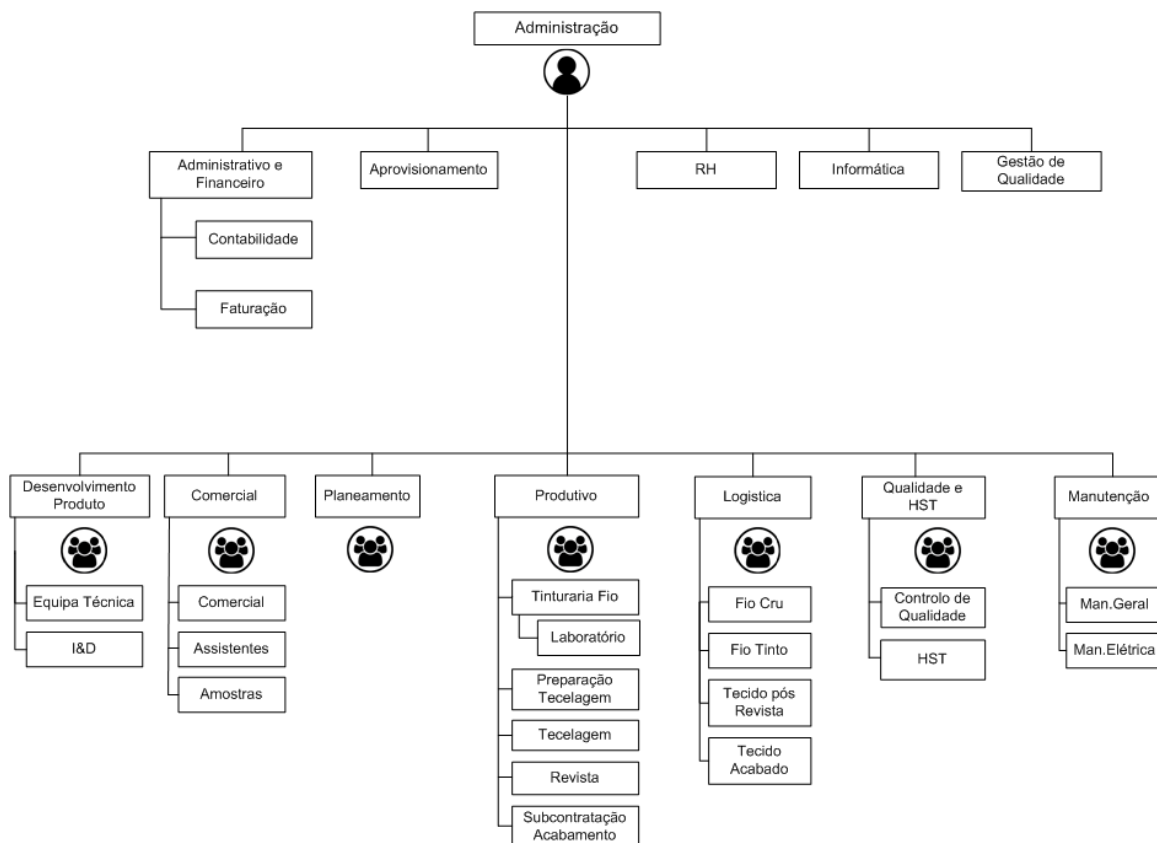 Administração
Administrativo e
Financeiro
Aprovisionamento
RH
Informática
Gestão de
Qualidade
Contabilidade
Faturação
Desenvolvimento
Produto
Comercial
Planeamento
Produtivo
Logistica
Qualidade e
HST
Manutenção
Equipa Técnica
I&D
Comercial
Assistentes
Amostras
Tinturaria Fio
Laboratório
Preparação
Tecelagem
Tecelagem
Revista
Subcontratação
Acabamento
Fio Cru
Fio Tinto
Tecido pós
Revista
Tecido
Acabado
Controlo de
Qualidade
HST
Man.Geral
Man.Elétrica